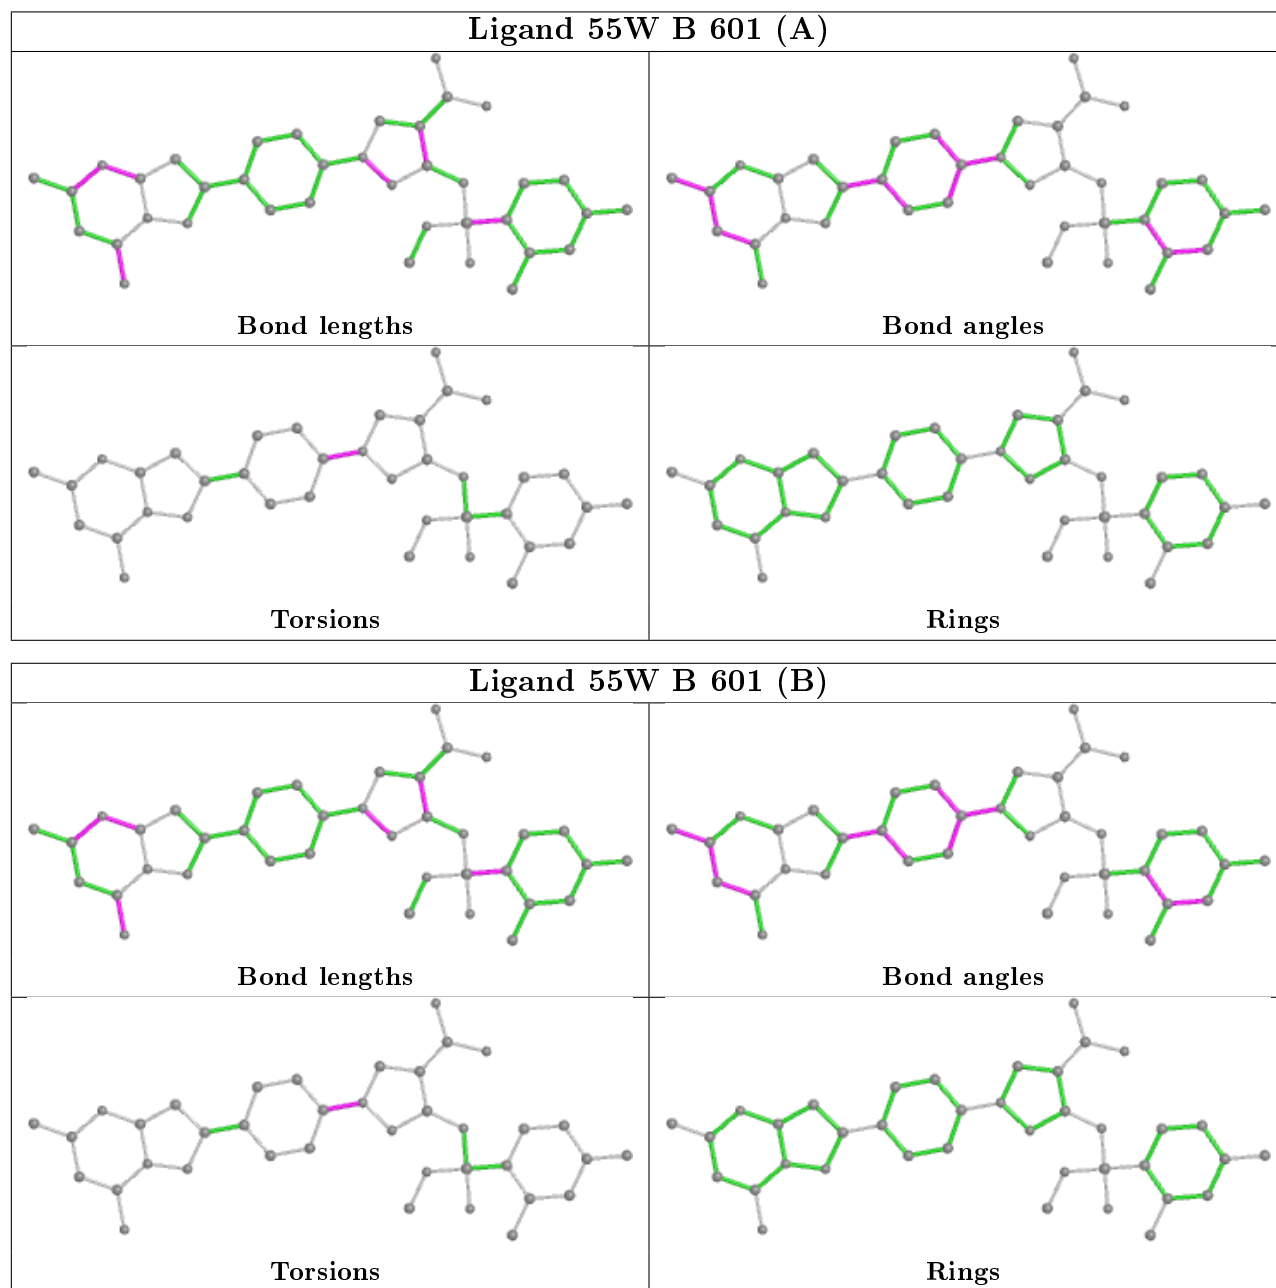 Ligand 55W B 601 (A)
Bond lengths
Bond angles
Torsions
Rings
Ligand 55W B 601 (B)
Bond lengths
Bond angles
Torsions
Rings